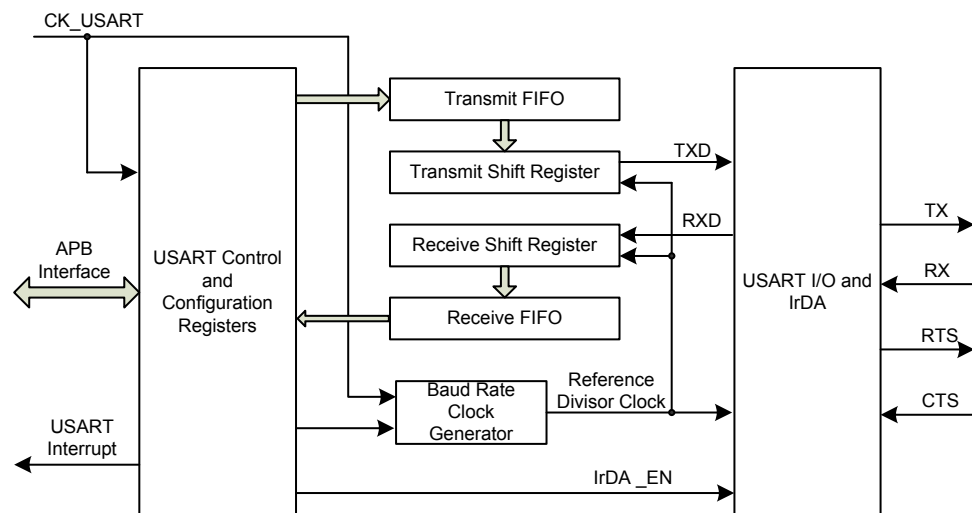 CK_USART
Transmit FIFO
TXD
Transmit Shift Register
RXD
TX
Receive Shift Register
APB
Interface
USART Control
and
Configuration
Registers
USART I/O and
IrDA
RX
Receive FIFO
RTS
Baud Rate
Clock
Generator
Reference
Divisor Clock
CTS
USART
Interrupt
IrDA _EN